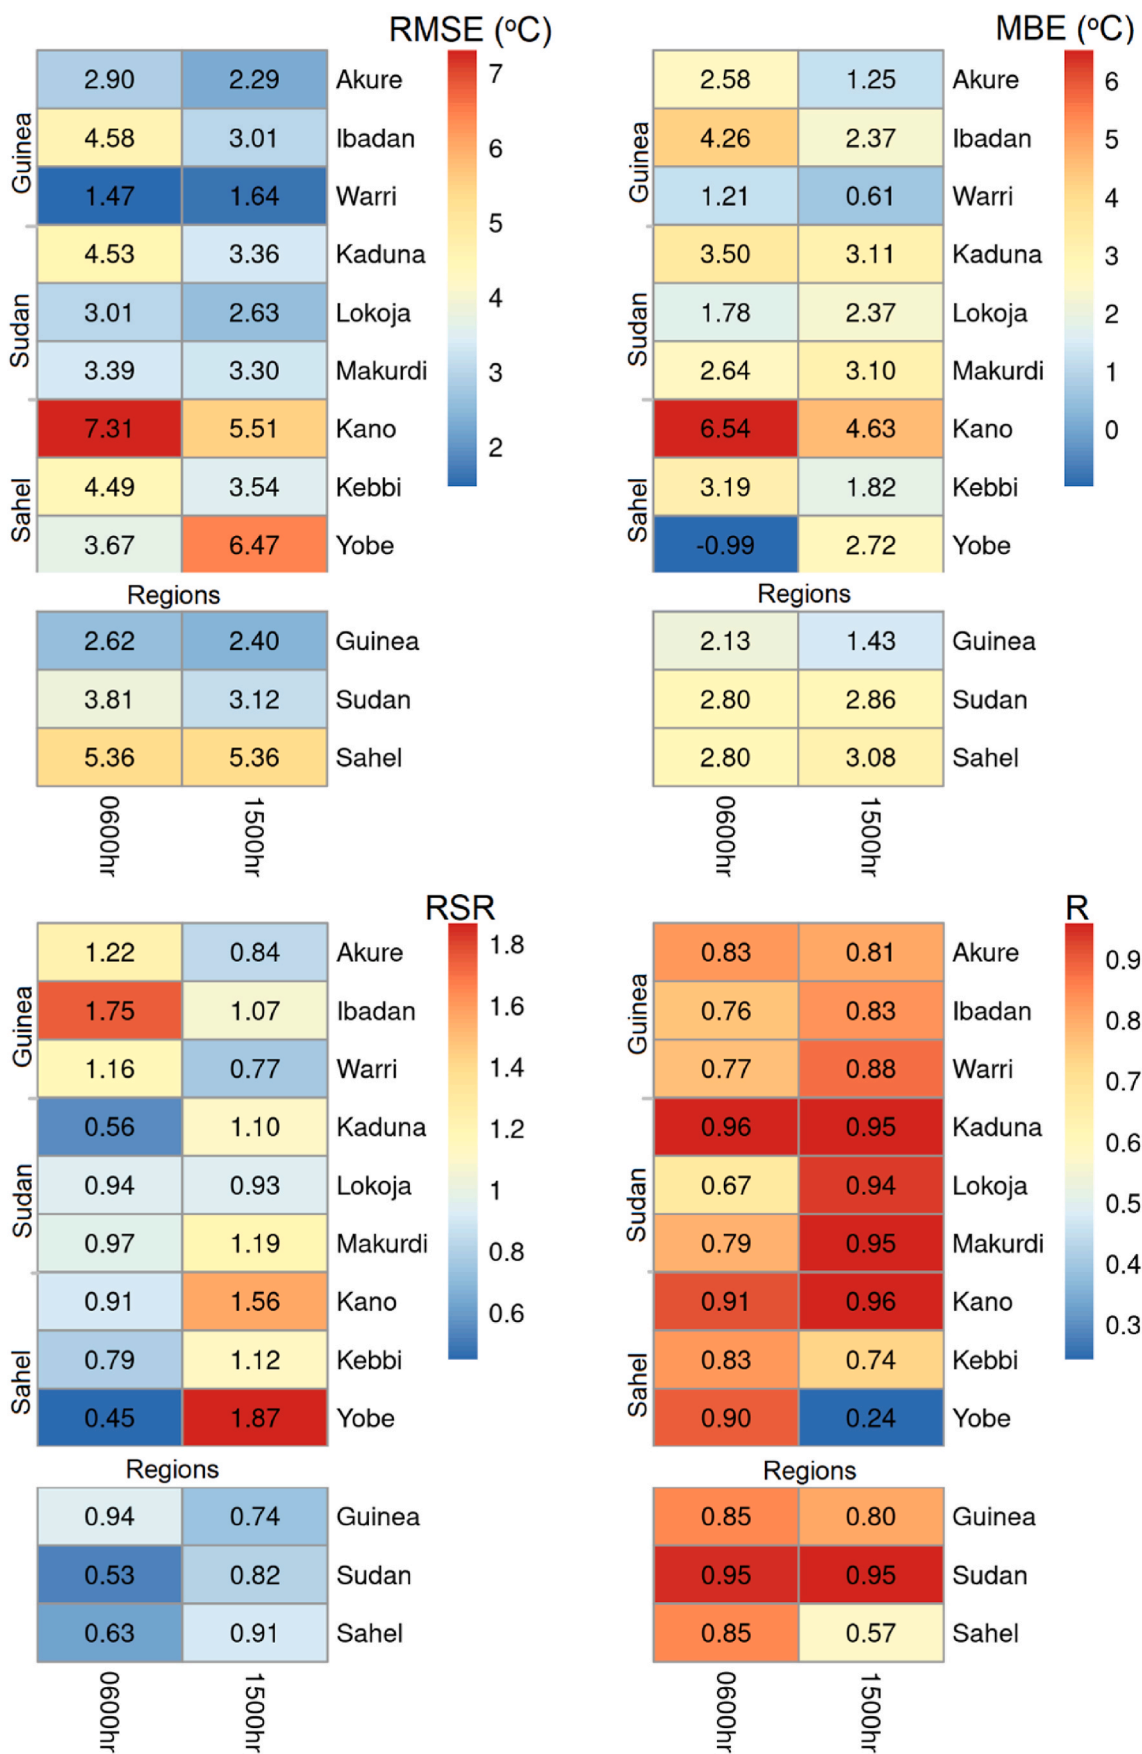 RMSE (°C)
2.90 2.29 Akure
4.58 3.01 Ibadan
1.47 1.64 Warri
4.53 3.36 Kaduna
3.01 2.63 Lokoja
3.39 3.30 Makurdi
7.31 5.51 Kano
4.49 3.54 Kebbi
3.67 6.47 Yobe
Guinea
Sudan
Sahel
7
6
5
4
3
2
Regions
2.62 2.40 Guinea
3.81 3.12 Sudan
5.36 5.36 Sahel
0600hr 1500hr
MBE (°C)
2.58 1.25 Akure
4.26 2.37 Ibadan
1.21 0.61 Warri
3.50 3.11 Kaduna
1.78 2.37 Lokoja
2.64 3.10 Makurdi
6.54 4.63 Kano
3.19 1.82 Kebbi
-0.99 2.72 Yobe
Guinea
Sudan
Sahel
6
5
4
3
2
1
0
Regions
2.13 1.43 Guinea
2.80 2.86 Sudan
2.80 3.08 Sahel
0600hr 1500hr
RSR
1.22 0.84 Akure
1.75 1.07 Ibadan
1.16 0.77 Warri
0.56 1.10 Kaduna
0.94 0.93 Lokoja
0.97 1.19 Makurdi
0.91 1.56 Kano
0.79 1.12 Kebbi
0.45 1.87 Yobe
Guinea
Sudan
Sahel
1.8
1.6
1.4
1.2
1
0.8
0.6
Regions
0.94 0.74 Guinea
0.53 0.82 Sudan
0.63 0.91 Sahel
0600hr 1500hr
R
0.83 0.81 Akure
0.76 0.83 Ibadan
0.77 0.88 Warri
0.96 0.95 Kaduna
0.67 0.94 Lokoja
0.79 0.95 Makurdi
0.91 0.96 Kano
0.83 0.74 Kebbi
0.90 0.24 Yobe
Guinea
Sudan
Sahel
0.9
0.8
0.7
0.6
0.5
0.4
0.3
Regions
0.85 0.80 Guinea
0.95 0.95 Sudan
0.85 0.57 Sahel
0600hr 1500hr